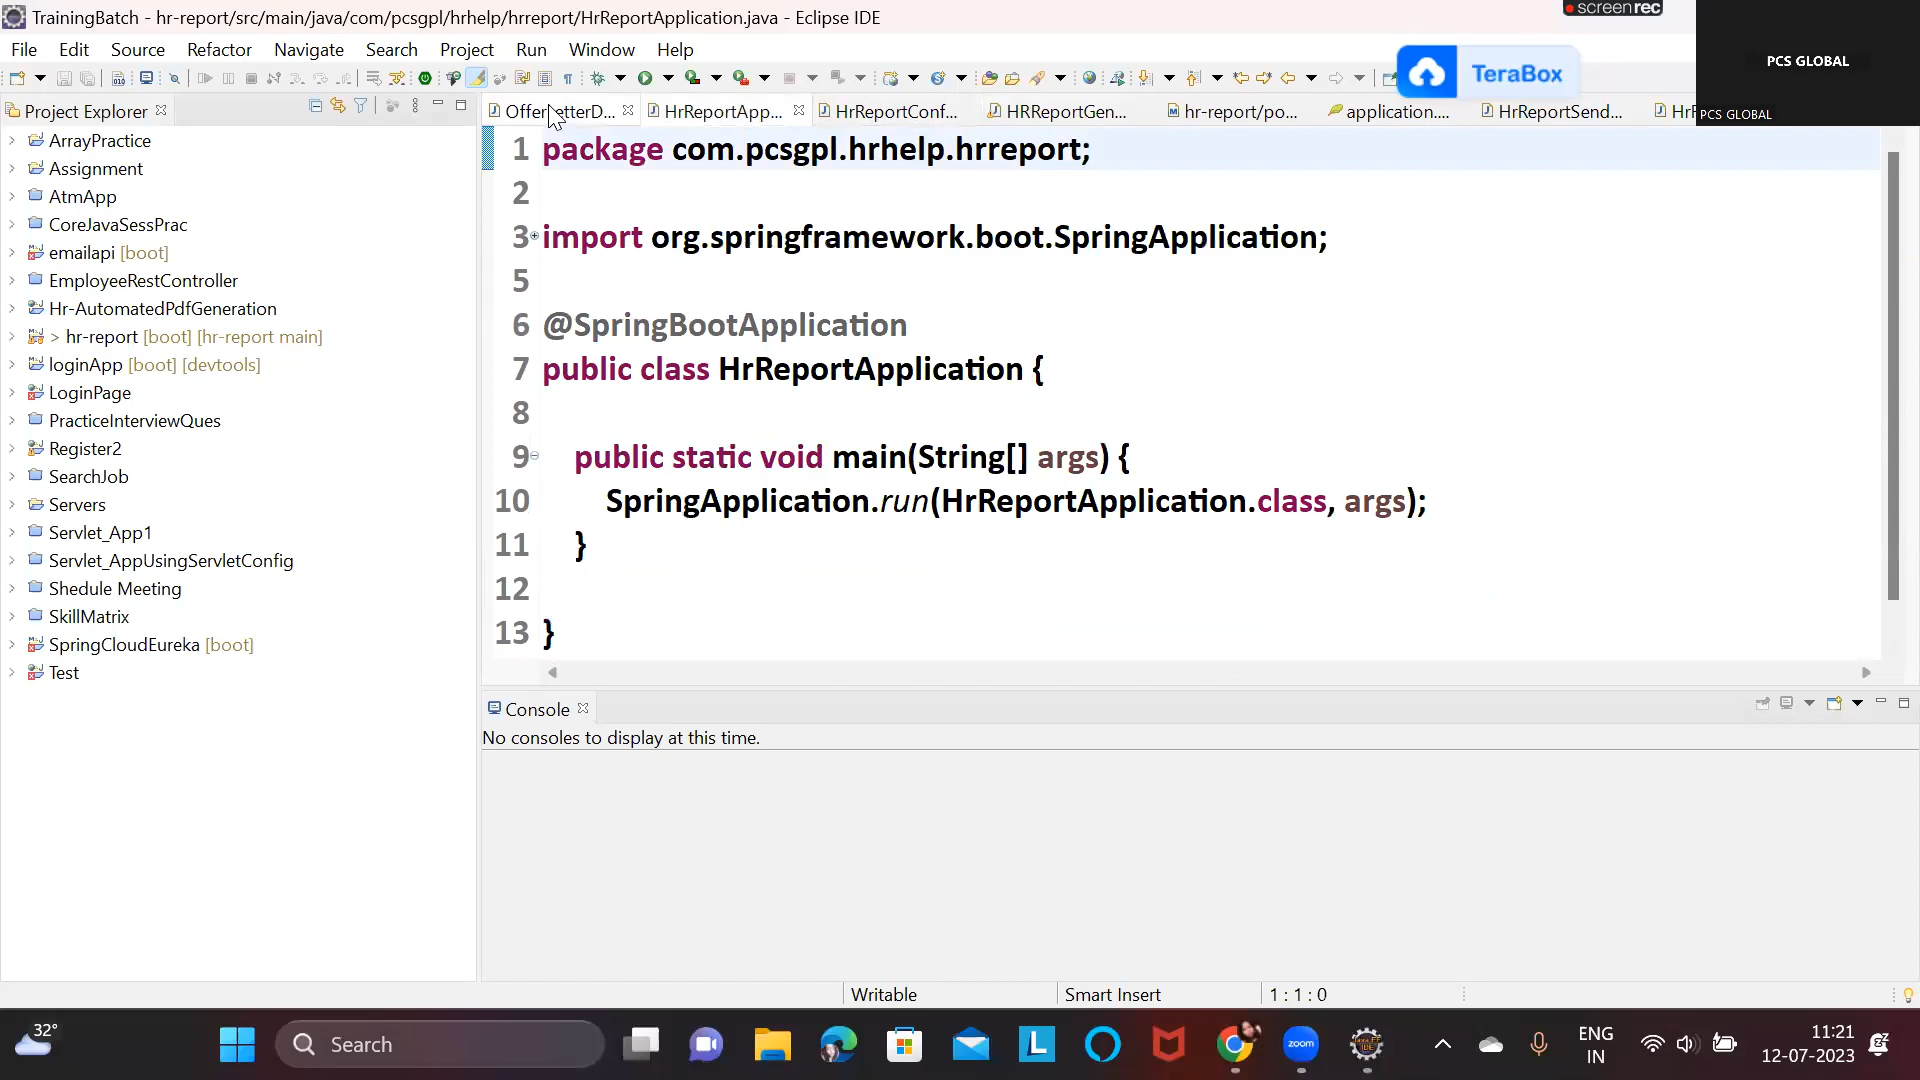 TrainingBatch - hr-report/src/main/java/com/pcsgpl/hrhelp/hrreport/HrReportApplication.java - Eclipse IDE
screenrec
PCS GLOBAL
File Edit Source Refactor Navigate Search Project Run Window Help
TeraBox
PCS GLOBAL
Project Explorer
OfferLetterD... HrReportApp... HrReportConf... HRReportGen... hr-report/po... application.... HrReportSend...
ArrayPractice
Assignment
AtmApp
CoreJavaSessPrac
emailapi [boot]
EmployeeRestController
Hr-AutomatedPdfGeneration
> hr-report [boot] [hr-report main]
loginApp [boot] [devtools]
LoginPage
PracticeInterviewQues
Register2
SearchJob
Servers
Servlet_App1
Servlet_AppUsingServletConfig
Shedule Meeting
SkillMatrix
SpringCloudEureka [boot]
Test
1 package com.pcsgpl.hrhelp.hrreport;
2
3 import org.springframework.boot.SpringApplication;
5
6 @SpringBootApplication
7 public class HrReportApplication {
8
9 public static void main(String[] args) {
10 SpringApplication.run(HrReportApplication.class, args);
11 }
12
13 }
Console
No consoles to display at this time.
Writable Smart Insert 1 : 1 : 0
32°
Search
zoom
ENG
IN
11:21
12-07-2023